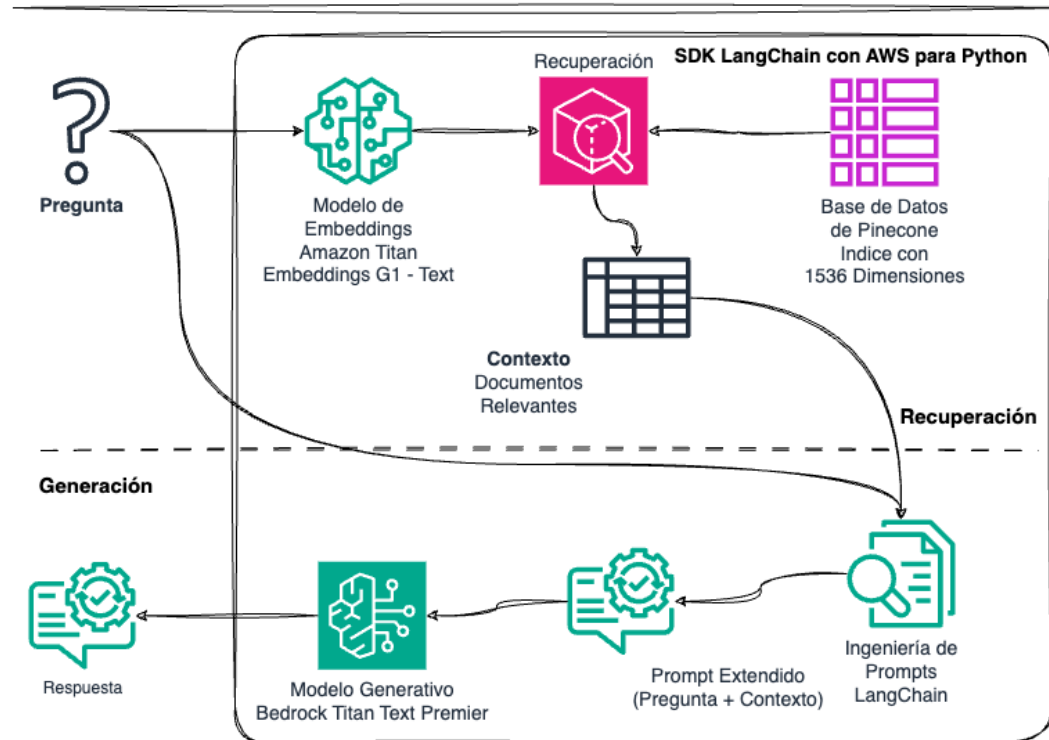 SDK LangChain con AWS para Python
Recuperación
Pregunta
Modelo de
Embeddings
Amazon Titan
Embeddings G1 - Text
Base de Datos
de Pinecone
Indice con
1536 Dimensiones
Contexto
Documentos
Relevantes
Recuperación
Generación
Respuesta
Modelo Generativo
Bedrock Titan Text Premier
Prompt Extendido
(Pregunta + Contexto)
Ingeniería de
Prompts
LangChain